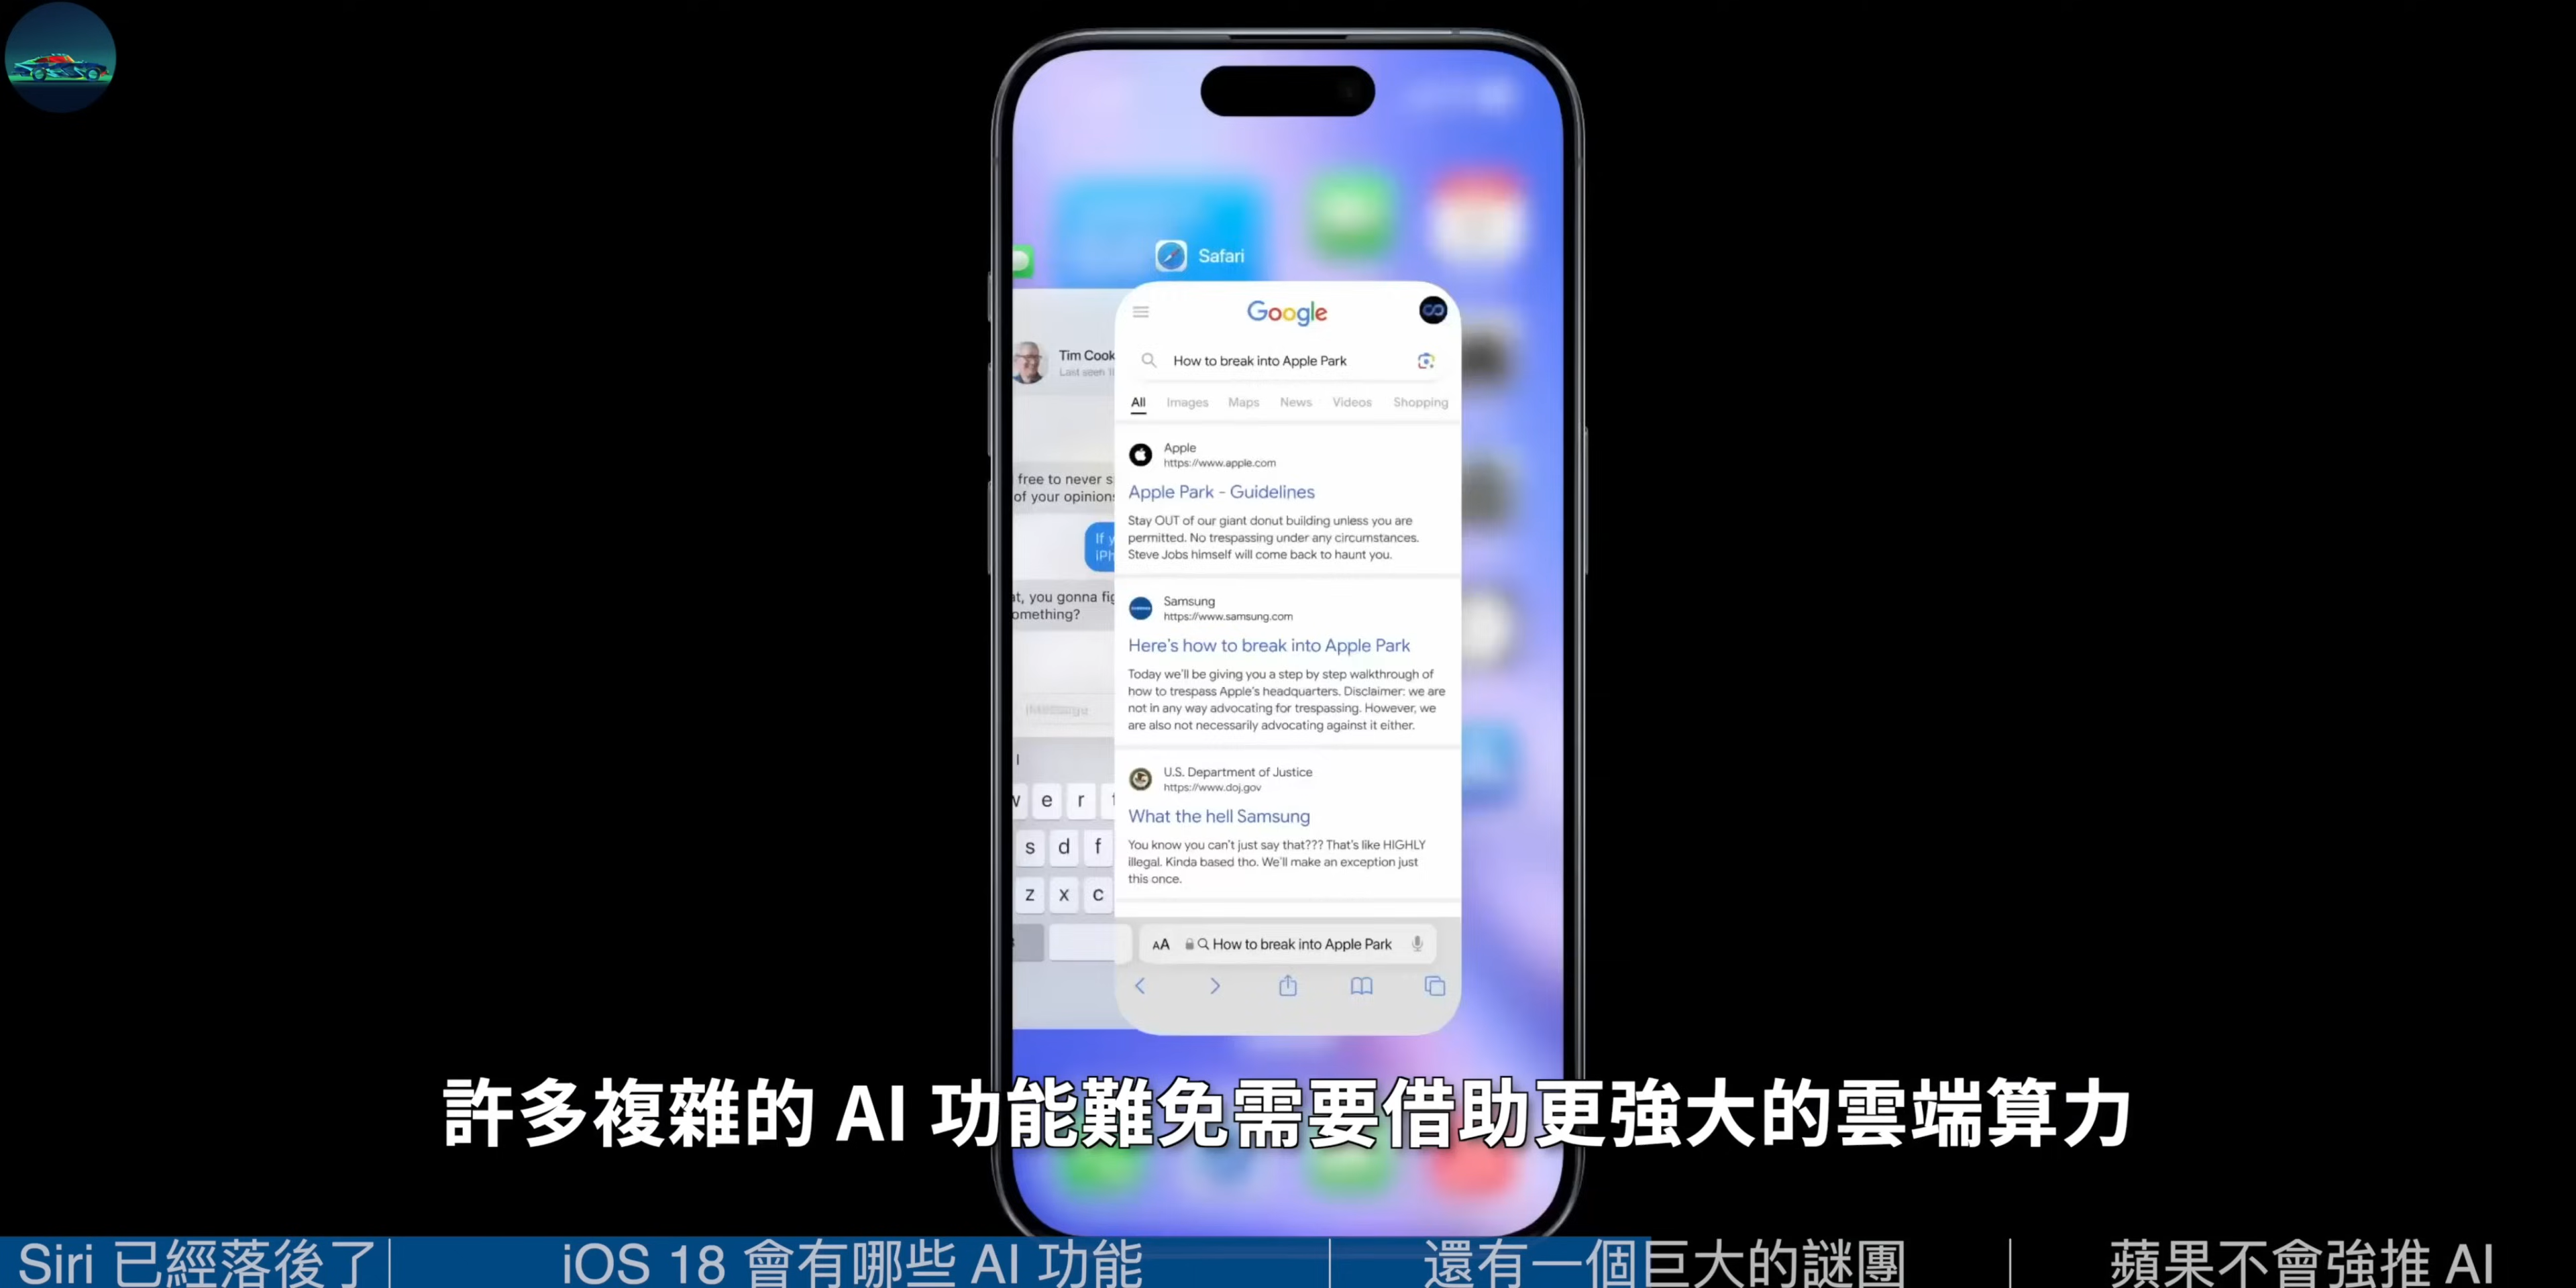 Safari
Google
Tim Cook
Last seen
How to break into Apple Park
All Images Maps News Videos Shopping
Apple
https://www.apple.com
Apple Park - Guidelines
Stay OUT of our giant donut building unless you are
permitted. No trespassing under any circumstances.
Steve Jobs himself will come back to haunt you.
free to never
of your opinions
If
Samsung
https://www.samsung.com
Here's how to break into Apple Park
Today we'll be giving you a step by step walkthrough of
how to trespass Apple's headquarters. Disclaimer: we are
not in any way advocating for trespassing. However, we
are also not necessarily advocating against it either.
you gonna
something?
iMessage
U.S. Department of Justice
https://www.doj.gov
What the hell Samsung
You know you can't just say that??? That's like HIGHLY
illegal. Kinda based tho. We'll make an exception just
this once.
e r
s d f
z x c
AA How to break into Apple Park
許多複雜的 AI 功能難免需要借助更強大的雲端算力
Siri 已經落後了 iOS 18 會有哪些 AI 功能 還有一個巨大的謎團 蘋果不會強推 AI